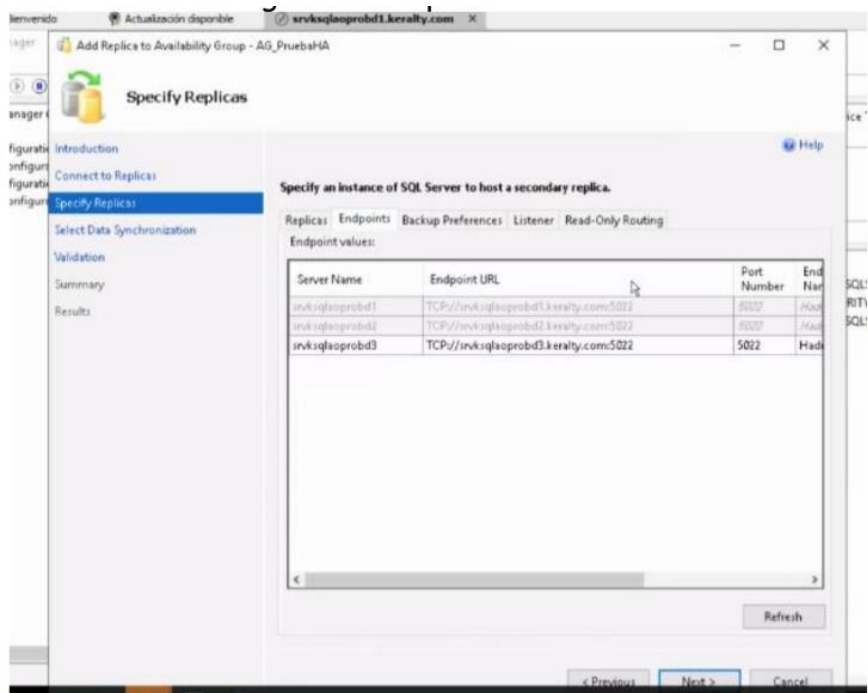 Actualización disponible
srvksqlaoprobd1.keralty.com ×
Add Replica to Availability Group - AG_PruebaHA
Specify Replicas
Help
Introduction
Connect to Replicas
Specify Replicas
Select Data Synchronization
Validation
Summary
Results
Specify an instance of SQL Server to host a secondary replica.
Replicas Endpoints Backup Preferences Listener Read-Only Routing
Endpoint values:
Server Name Endpoint URL Port Number
srvksqlaoprobd1 TCP://srvksqlaoprobd1.keralty.com:5022 5022
srvksqlaoprobd2 TCP://srvksqlaoprobd2.keralty.com:5022 5022
srvksqlaoprobd3 TCP://srvksqlaoprobd3.keralty.com:5022 5022 Hadi
Refresh
< Previous Next > Cancel